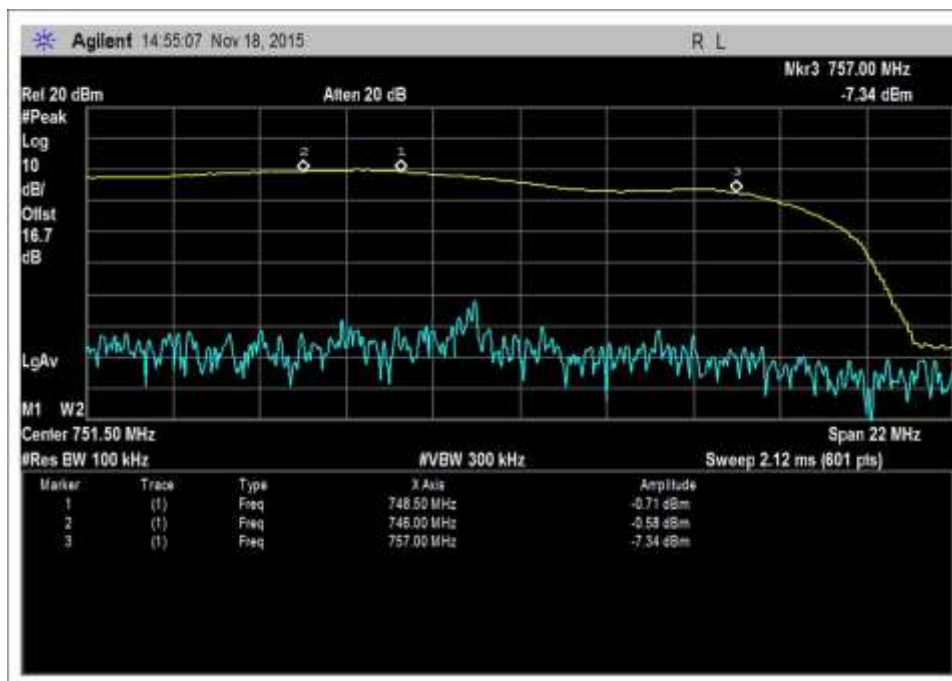 Agilent 14:55:07 Nov 18, 2015 R L
Mkr3 757.00 MHz
Ref 20 dBm Atten 20 dB -7.34 dBm
#Peak
Log
10
dB/
Offst
16.7
dB
2 1 3
LgAv
M1 W2
Center 751.50 MHz Span 22 MHz
#Res BW 100 kHz #VBW 300 kHz Sweep 2.12 ms (601 pts)
Marker Trace Type X Axis Amplitude
1 (1) Freq 748.50 MHz -0.71 dBm
2 (1) Freq 746.00 MHz -0.58 dBm
3 (1) Freq 757.00 MHz -7.34 dBm